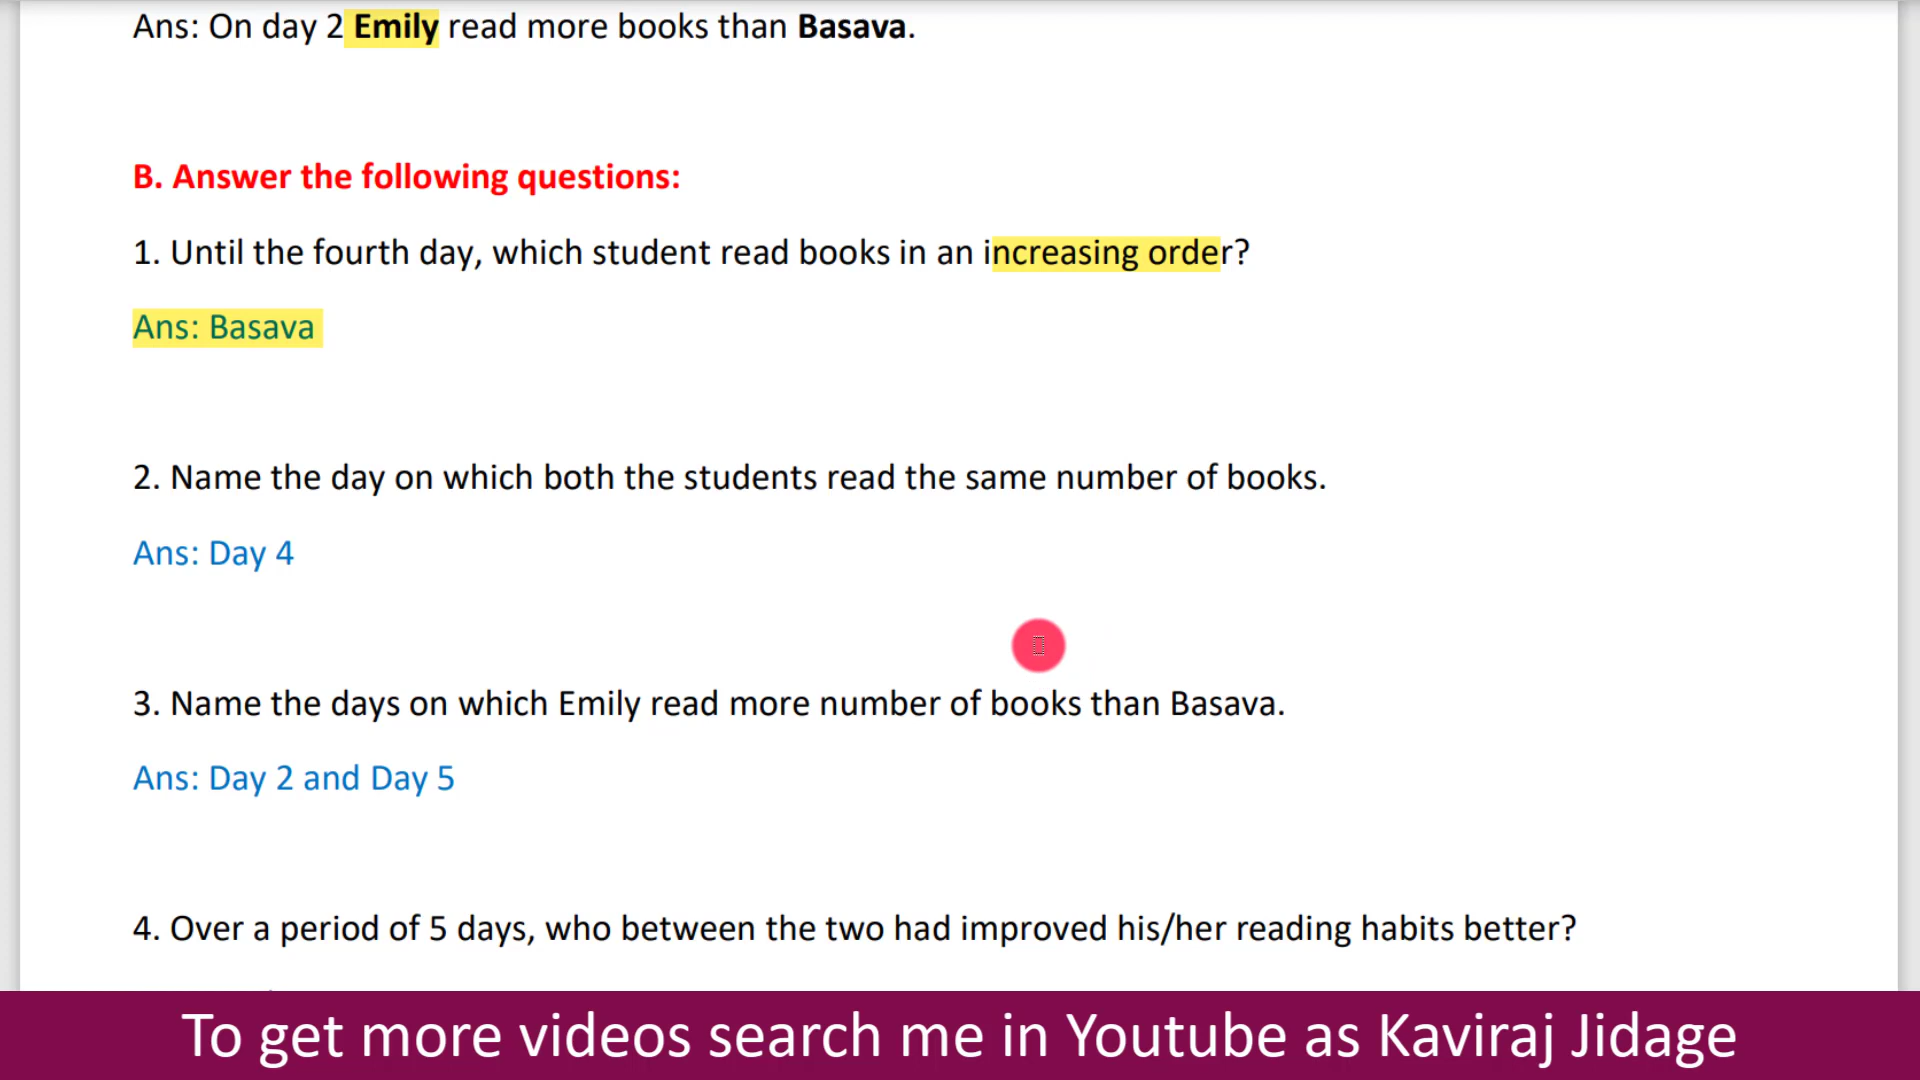 Ans: On day 2 Emily read more books than Basava.
B. Answer the following questions:
1. Until the fourth day, which student read books in an increasing order?
Ans: Basava
2. Name the day on which both the students read the same number of books.
Ans: Day 4
3. Name the days on which Emily read more number of books than Basava.
Ans: Day 2 and Day 5
4. Over a period of 5 days, who between the two had improved his/her reading habits better?
To get more videos search me in Youtube as Kaviraj Jidage